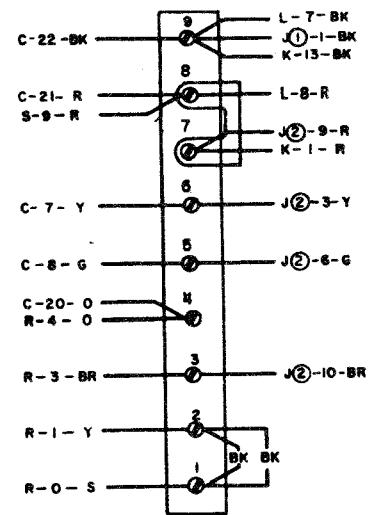 9
L-7-BK
C-22-BK
J①-1-BK
K-13-BK
8
C-21-R
L-8-R
S-9-R
7
J②-9-R
K-1-R
6
C-7-Y
J②-3-Y
5
C-8-G
J②-6-G
C-20-O
4
R-4-O
3
R-3-BR
J②-10-BR
2
R-1-Y
BK BK
1
R-O-S